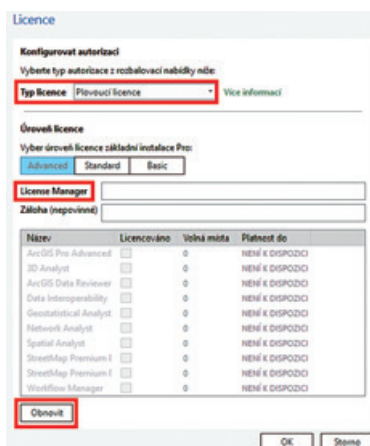 Licence
Konfigurovat autorizaci
Vyberte typ autorizace z rozbalovací nabídky níže:
Typ licence Plovoucí licence Více informací
Úroveň licence
Vyber úroveň licence základní instalace Pro:
Advanced Standard Basic
License Manager
Záloha (nepovinné)
Název Licencováno Volná místa Platnost do
ArcGIS Pro Advanced 0 NENÍ K DISPOZICI
3D Analyst 0 NENÍ K DISPOZICI
ArcGIS Data Reviewer 0 NENÍ K DISPOZICI
Data Interoperability 0 NENÍ K DISPOZICI
Geostatistical Analyst 0 NENÍ K DISPOZICI
Network Analyst 0 NENÍ K DISPOZICI
Spatial Analyst 0 NENÍ K DISPOZICI
StreetMap Premium 0 NENÍ K DISPOZICI
StreetMap Premium 0 NENÍ K DISPOZICI
Workflow Manager 0 NENÍ K DISPOZICI
Obnovit
OK Storno